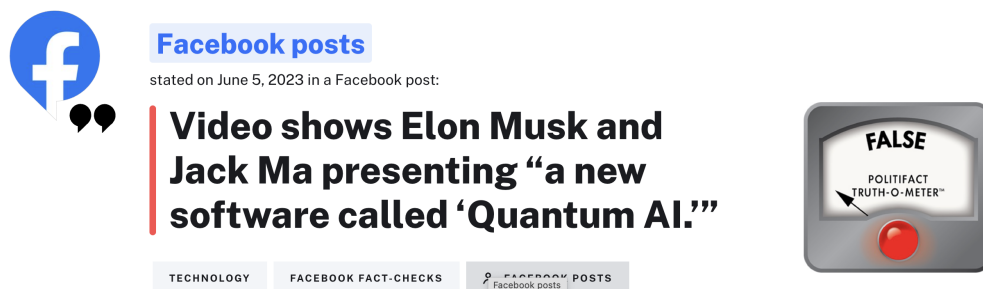 Facebook posts
stated on June 5, 2023 in a Facebook post:
Video shows Elon Musk and
Jack Ma presenting “a new
software called ‘Quantum AI.’”
FALSE
POLITIFACT
TRUTH-O-METER™
TECHNOLOGY
FACEBOOK FACT-CHECKS
FACEBOOK POSTS
Facebook posts